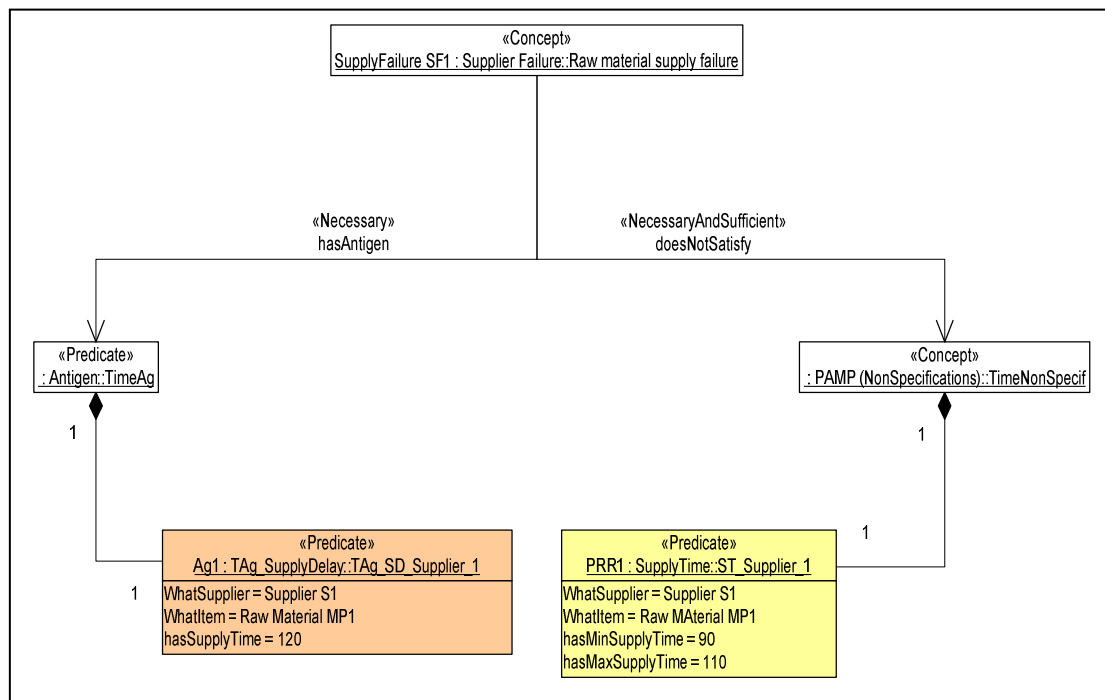 «Concept»
SupplyFailure SF1 : Supplier Failure::Raw material supply failure
«Necessary»
hasAntigen
«NecessaryAndSufficient»
doesNotSatisfy
«Predicate»
: Antigen::TimeAg
«Concept»
: PAMP (NonSpecifications)::TimeNonSpecif
1
1
«Predicate»
Ag1 : TAg_SupplyDelay::TAg_SD_Supplier_1
WhatSupplier = Supplier S1
WhatItem = Raw Material MP1
hasSupplyTime = 120
1
«Predicate»
PRR1 : SupplyTime::ST_Supplier_1
WhatSupplier = Supplier S1
WhatItem = Raw MAterial MP1
hasMinSupplyTime = 90
hasMaxSupplyTime = 110
1